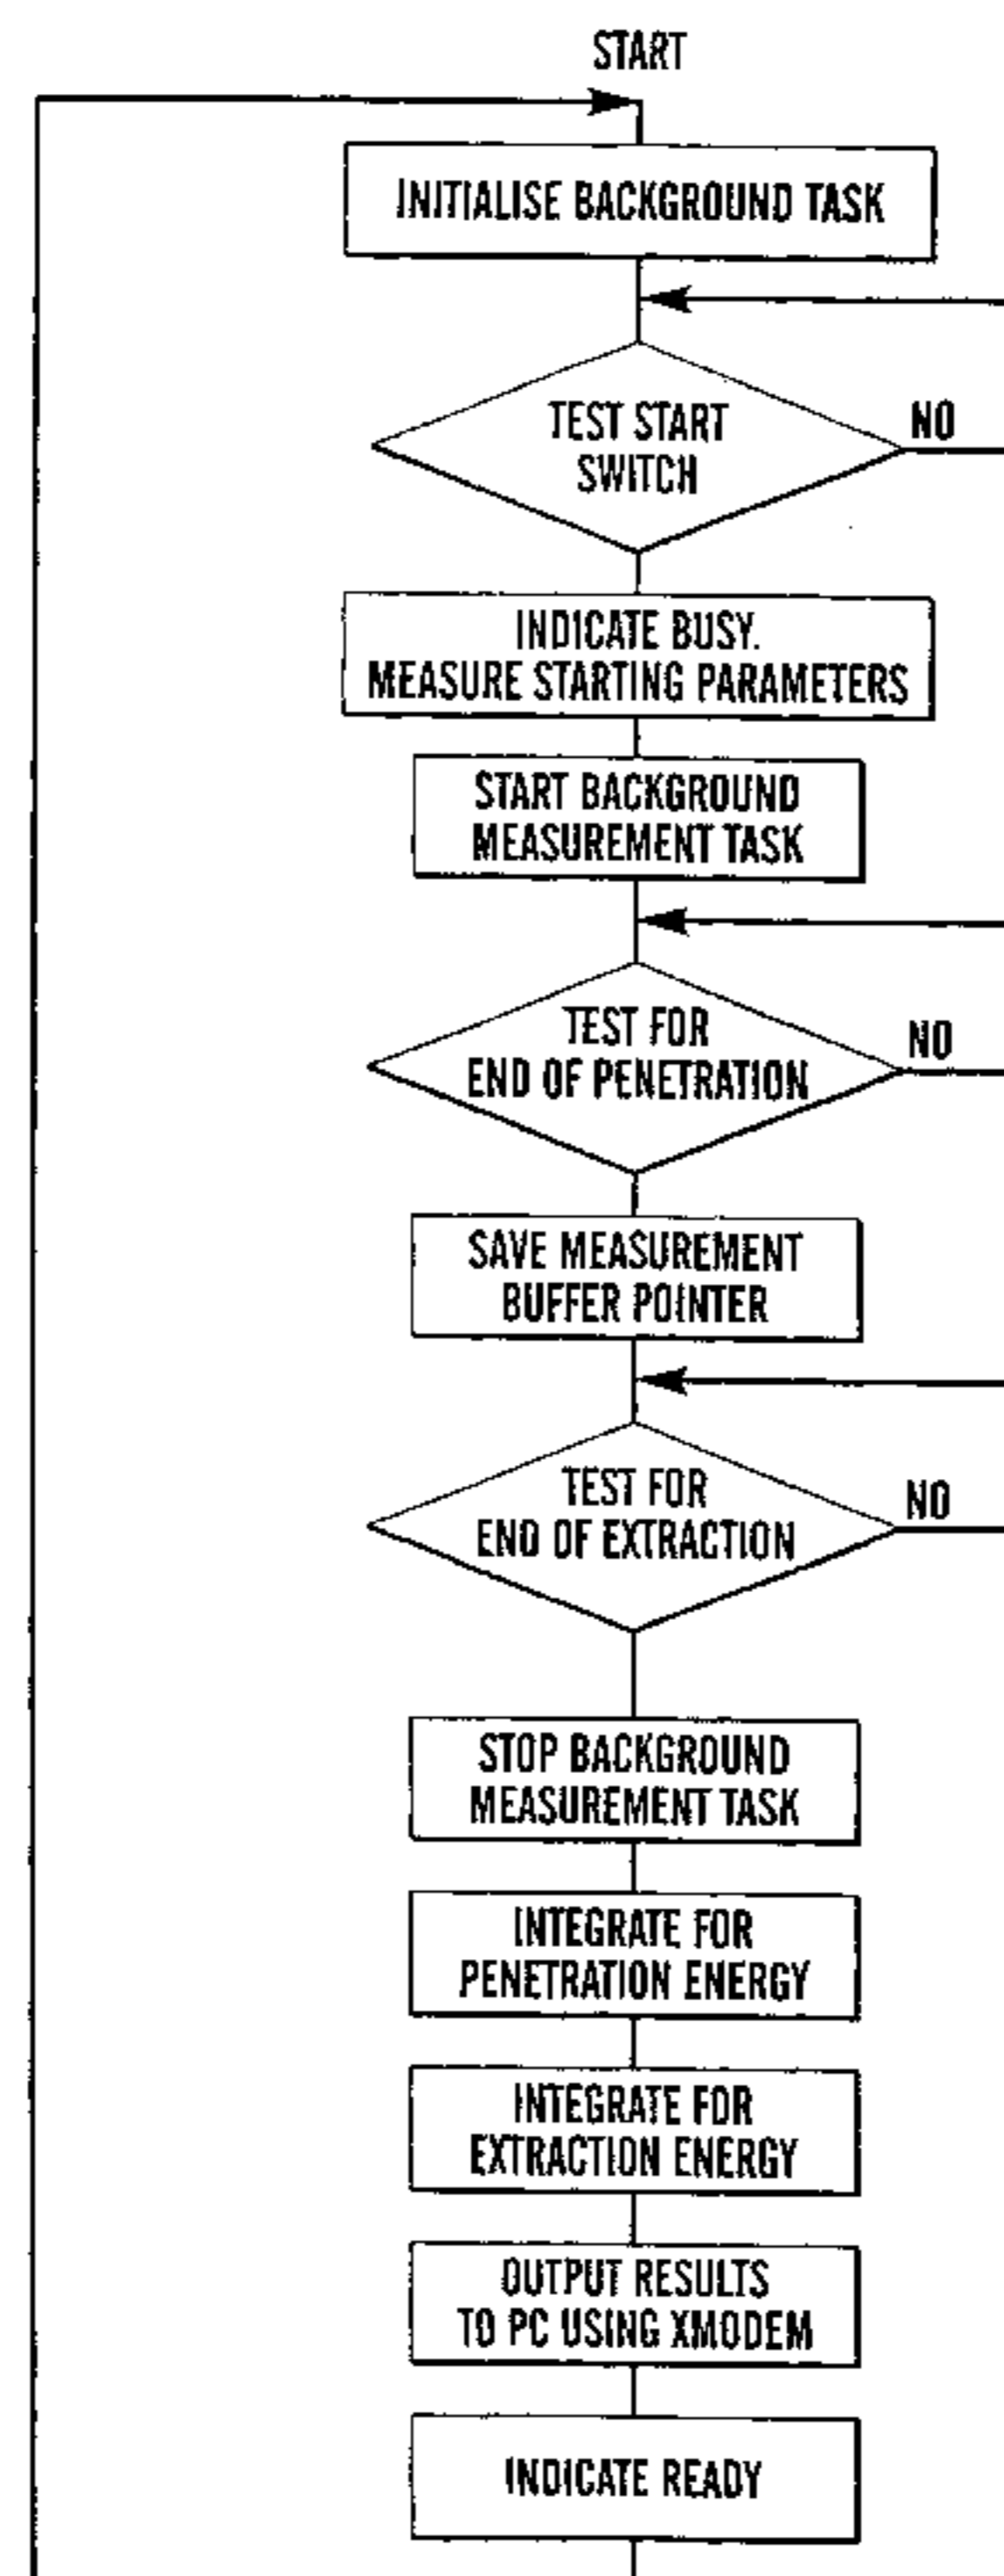 START
INITIALISE BACKGROUND TASK
TEST START
SWITCH
NO
INDICATE BUSY.
MEASURE STARTING PARAMETERS
START BACKGROUND
MEASUREMENT TASK
TEST FOR
END OF PENETRATION
NO
SAVE MEASUREMENT
BUFFER POINTER
TEST FOR
END OF EXTRACTION
NO
STOP BACKGROUND
MEASUREMENT TASK
INTEGRATE FOR
PENETRATION ENERGY
INTEGRATE FOR
EXTRACTION ENERGY
OUTPUT RESULTS
TO PC USING XMODEM
INDICATE READY